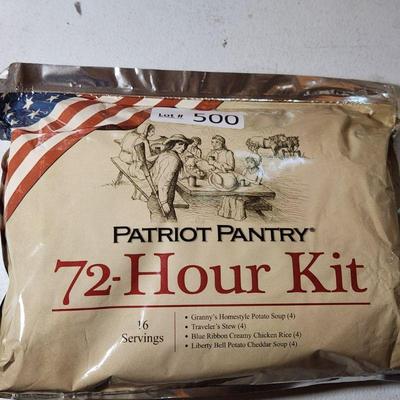 Lot # 500
PATRIOT PANTRY®
72-Hour Kit
16
Servings
• Granny's Homestyle Potato Soup (4)
• Traveler's Stew (4)
• Blue Ribbon Creamy Chicken Rice (4)
• Liberty Bell Potato Cheddar Soup (4)